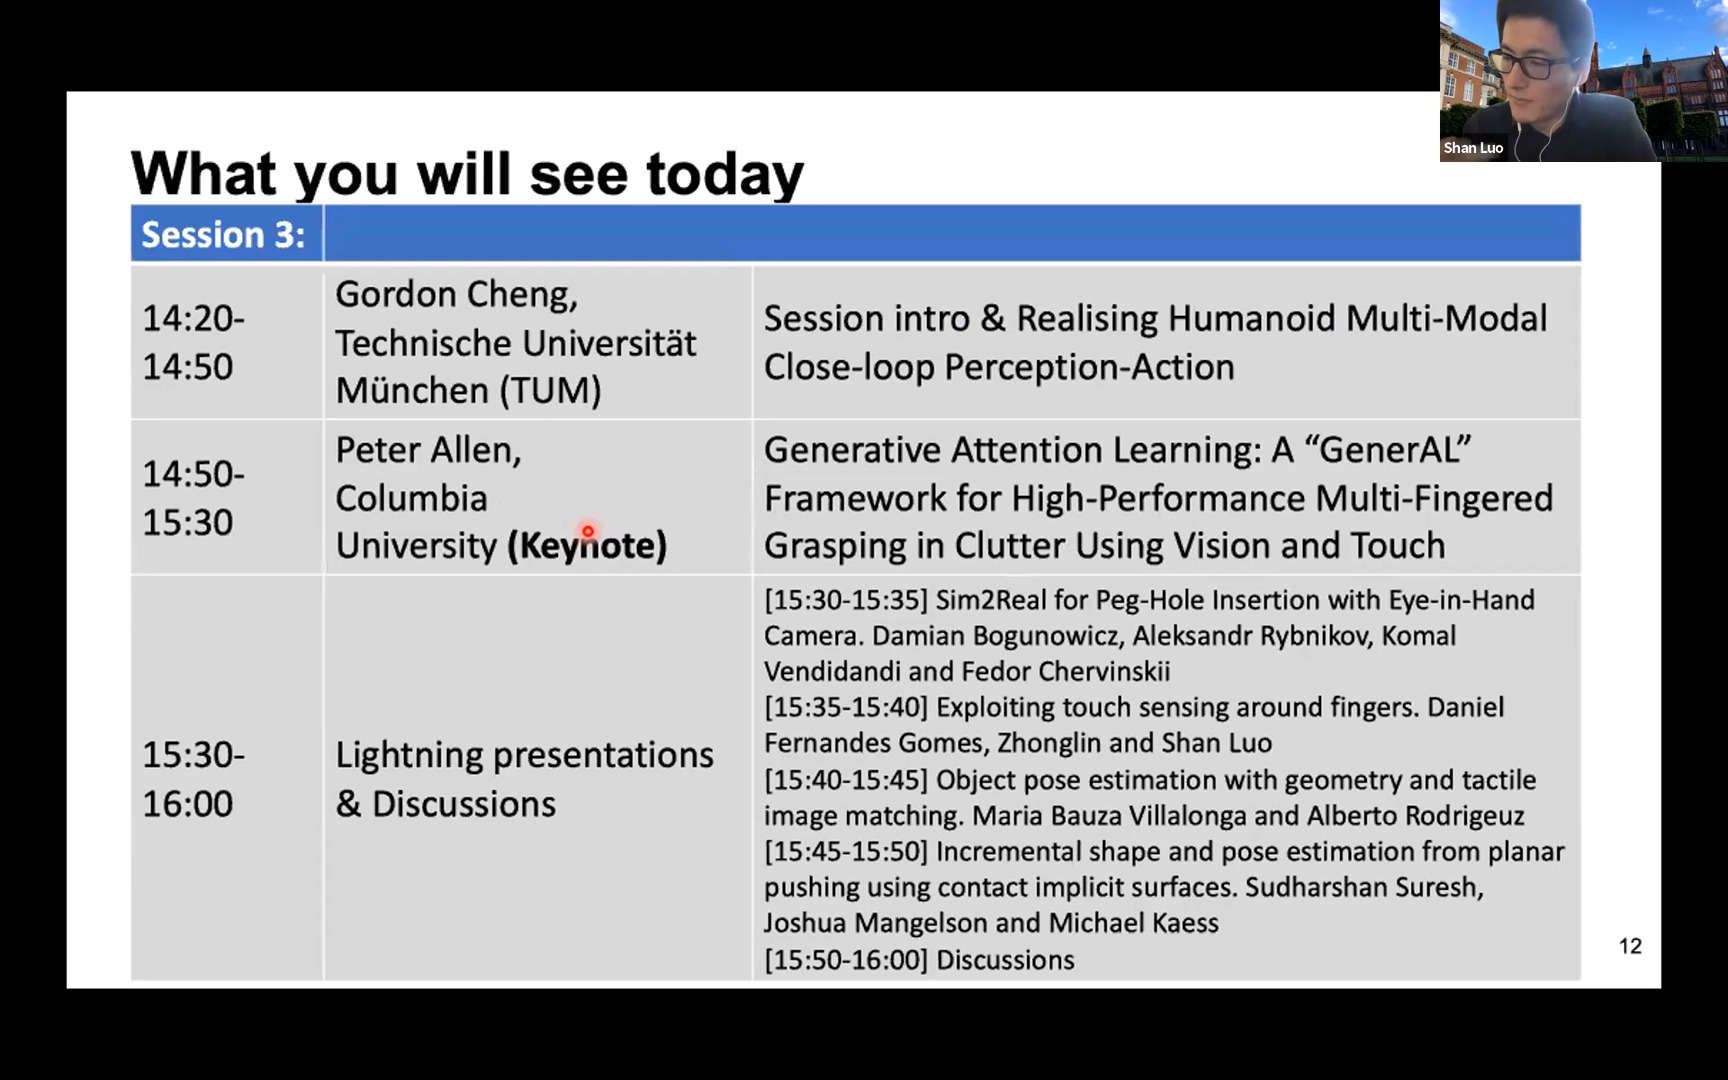 Shan Luo
What you will see today
Session 3:
14:20-
14:50
Gordon Cheng,
Technische Universität
München (TUM)
Session intro & Realising Humanoid Multi-Modal
Close-loop Perception-Action
14:50-
15:30
Peter Allen,
Columbia
University (Keynote)
Generative Attention Learning: A “GenerAL”
Framework for High-Performance Multi-Fingered
Grasping in Clutter Using Vision and Touch
15:30-
16:00
Lightning presentations
& Discussions
[15:30-15:35] Sim2Real for Peg-Hole Insertion with Eye-in-Hand
Camera. Damian Bogunowicz, Aleksandr Rybnikov, Komal
Vendidandi and Fedor Chervinskii
[15:35-15:40] Exploiting touch sensing around fingers. Daniel
Fernandes Gomes, Zhonglin and Shan Luo
[15:40-15:45] Object pose estimation with geometry and tactile
image matching. Maria Bauza Villalonga and Alberto Rodrigeuz
[15:45-15:50] Incremental shape and pose estimation from planar
pushing using contact implicit surfaces. Sudharshan Suresh,
Joshua Mangelson and Michael Kaess
[15:50-16:00] Discussions
12